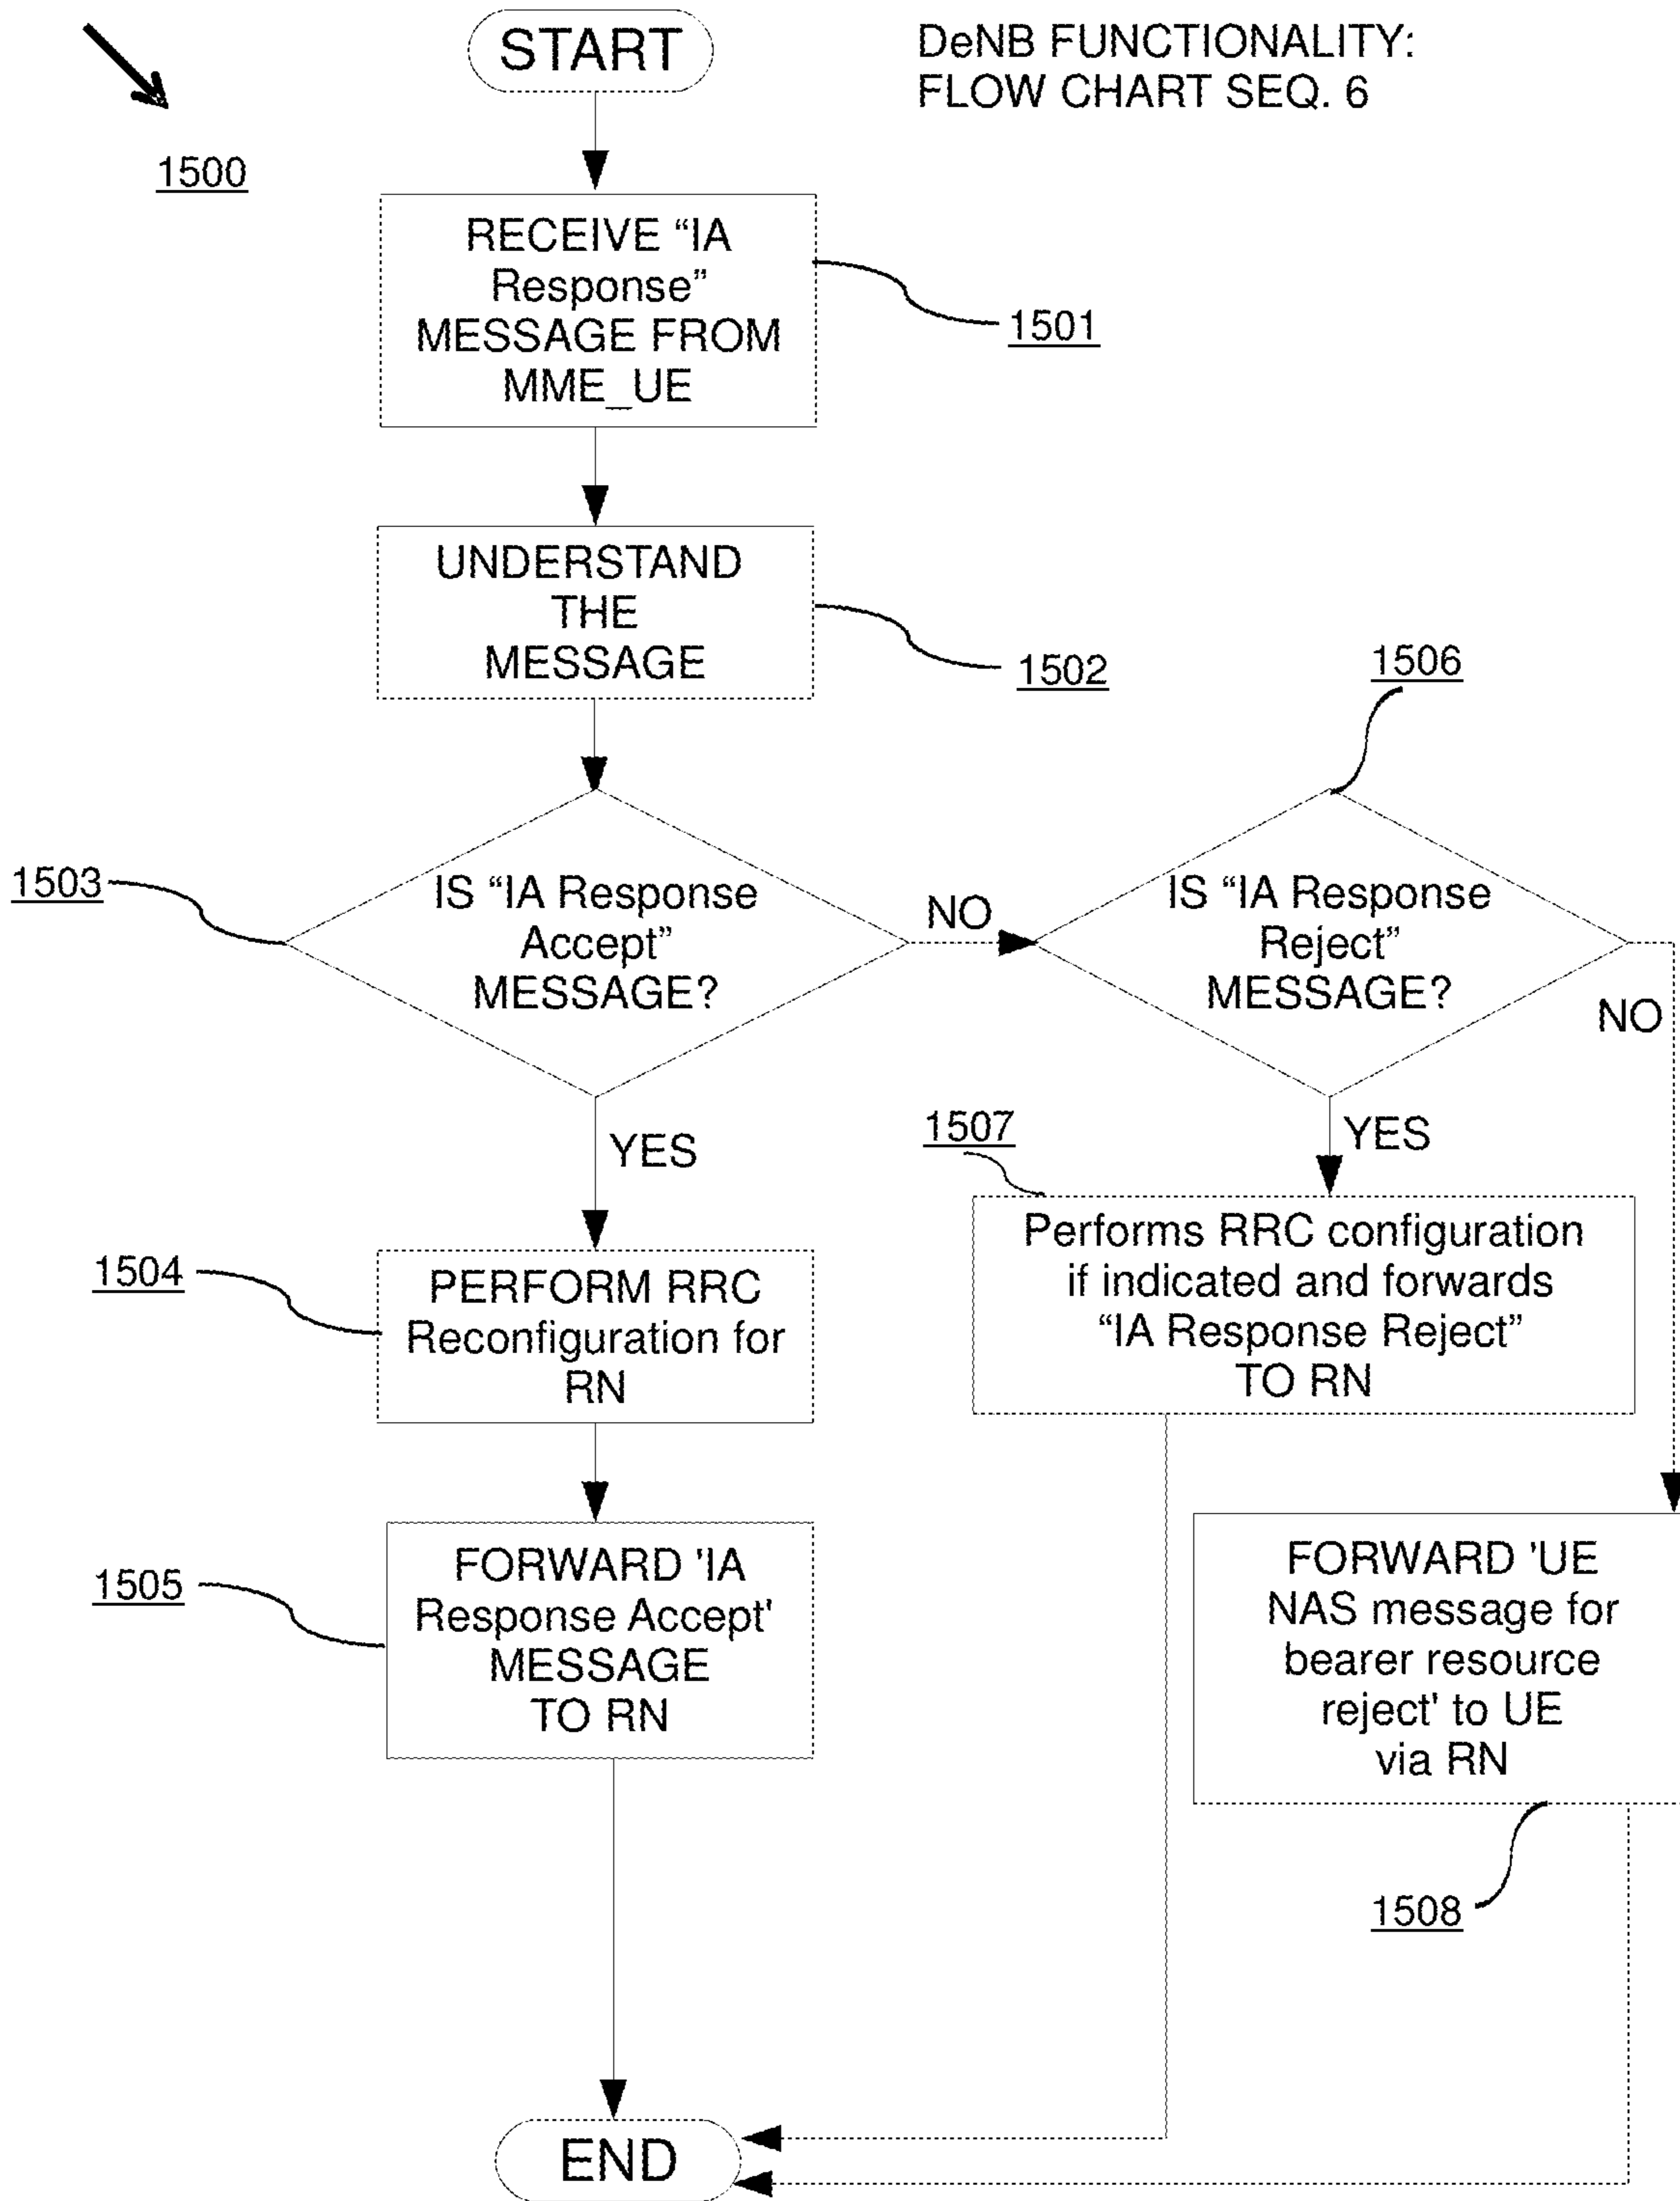 START
DeNB FUNCTIONALITY:
FLOW CHART SEQ. 6
1500
RECEIVE “IA
Response”
MESSAGE FROM
MME_UE
1501
UNDERSTAND
THE
MESSAGE
1502
1503
IS “IA Response
Accept”
MESSAGE?
NO
1506
IS “IA Response
Reject”
MESSAGE?
NO
YES
YES
1504
PERFORM RRC
Reconfiguration for
RN
1507
Performs RRC configuration
if indicated and forwards
“IA Response Reject”
TO RN
1505
FORWARD 'IA
Response Accept'
MESSAGE
TO RN
FORWARD 'UE
NAS message for
bearer resource
reject' to UE
via RN
1508
END